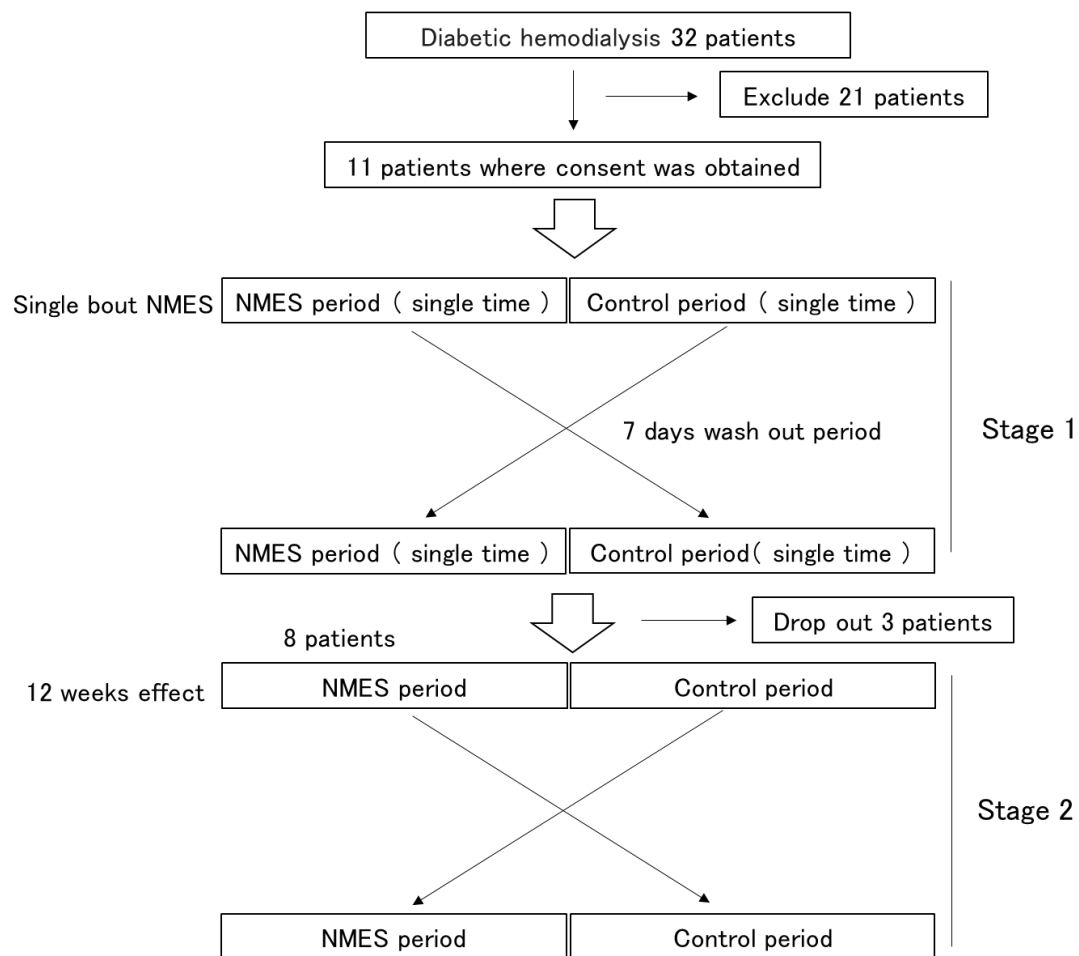 Diabetic hemodialysis 32 patients
Exclude 21 patients
11 patients where consent was obtained
Single bout NMES
NMES period ( single time )
Control period ( single time )
7 days wash out period
Stage 1
NMES period ( single time )
Control period( single time )
Drop out 3 patients
8 patients
12 weeks effect
NMES period
Control period
Stage 2
NMES period
Control period